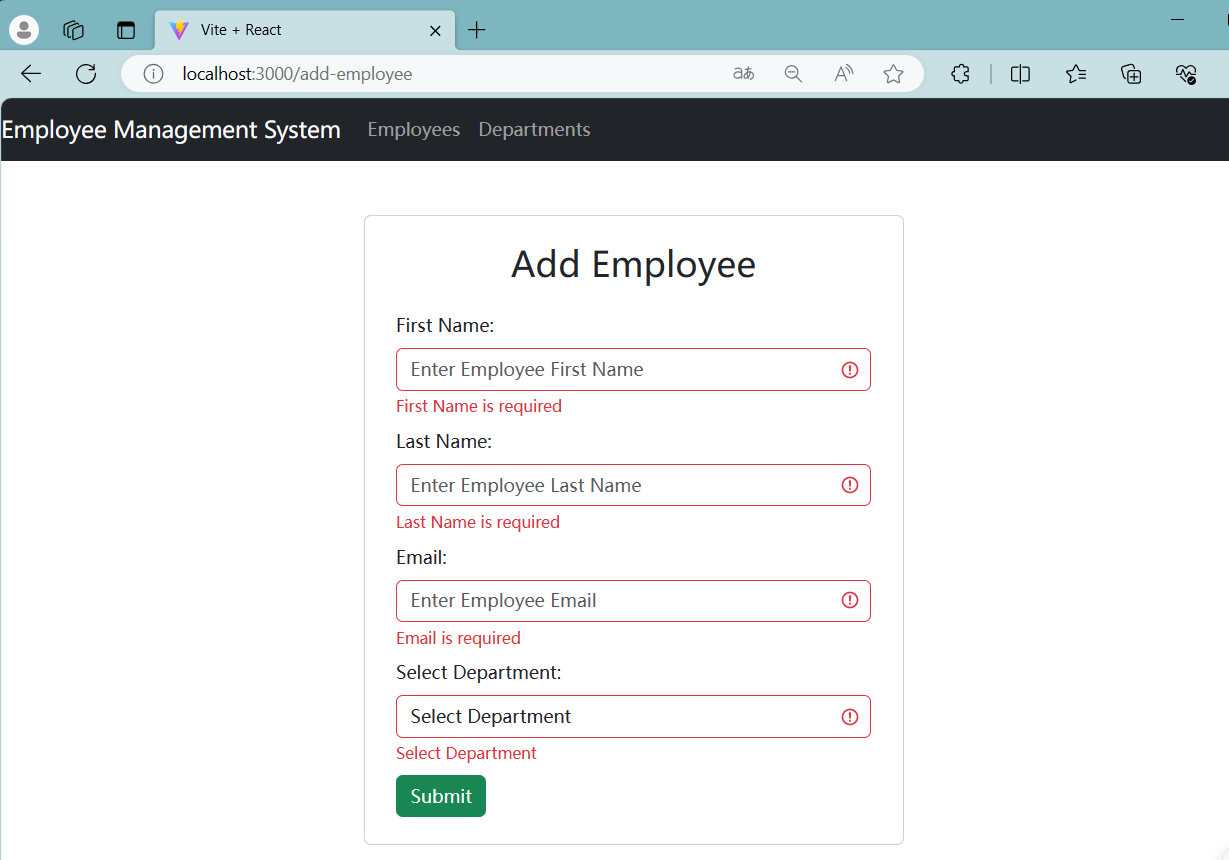 Vite + React
localhost:3000/add-employee
Employee Management System Employees Departments
Add Employee
First Name:
Enter Employee First Name
First Name is required
Last Name:
Enter Employee Last Name
Last Name is required
Email:
Enter Employee Email
Email is required
Select Department:
Select Department
Select Department
Submit